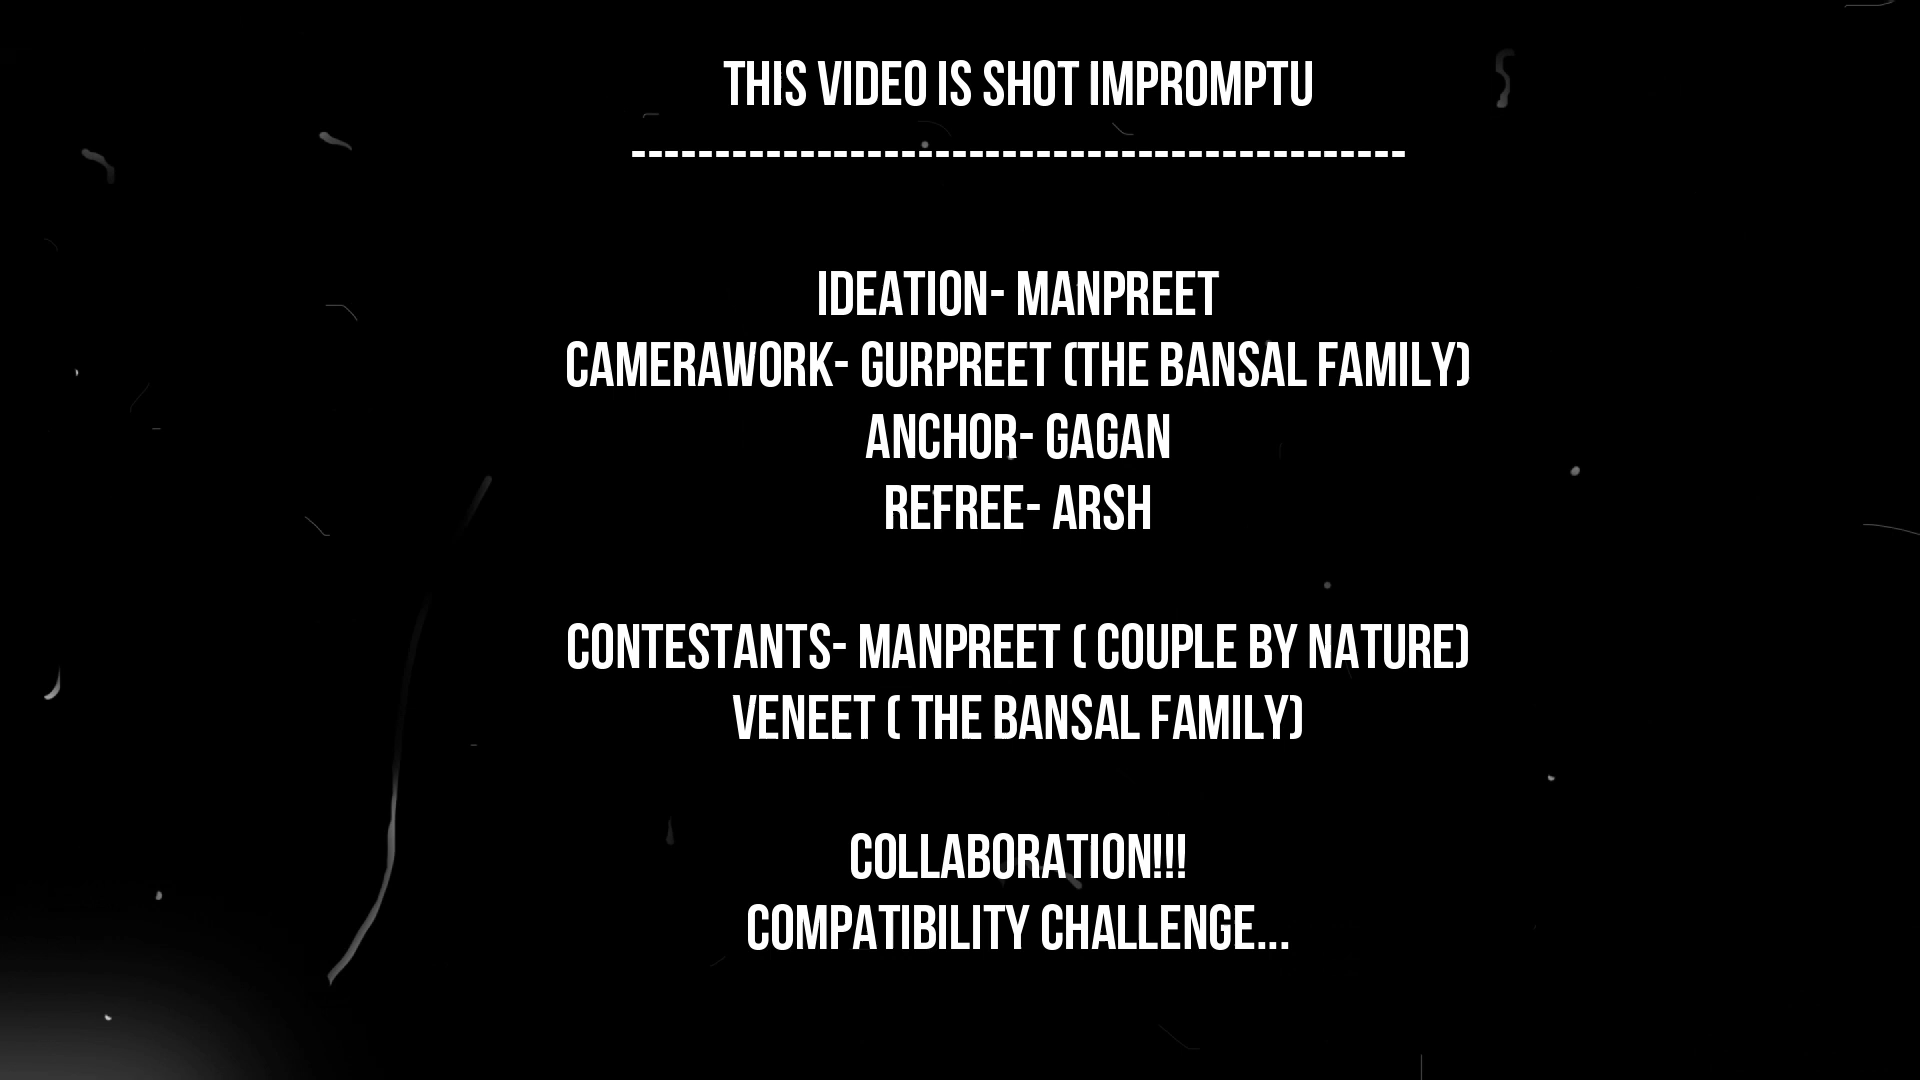 THIS VIDEO IS SHOT IMPROMPTU
----------------------------------------------
IDEATION- MANPREET
CAMERAWORK- GURPREET (THE BANSAL FAMILY)
ANCHOR- GAGAN
REFREE- ARSH
CONTESTANTS- MANPREET ( COUPLE BY NATURE)
VENEET ( THE BANSAL FAMILY)
COLLABORATION!!!
COMPATIBILITY CHALLENGE...